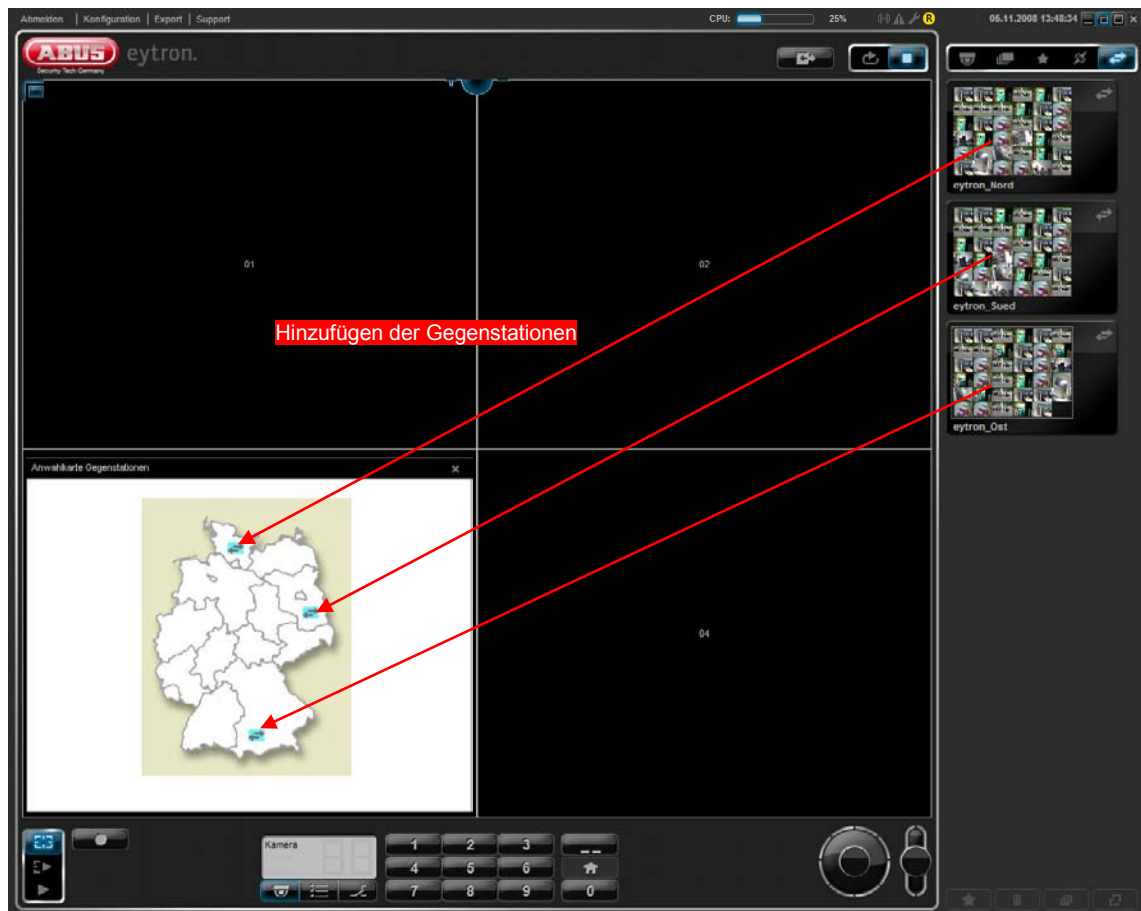 Abmelden | Konfiguration | Export | Support
CPU: 25%
R
05.11.2008 13:48:34
ABUS
Security Tech Germany
eytron.
01
02
Hinzufügen der Gegenstationen
eytron_Nord
eytron_Sued
eytron_Ost
Anwahlkarte Gegenstationen
04
Kamera
1 2 3 _ _
4 5 6
7 8 9 0